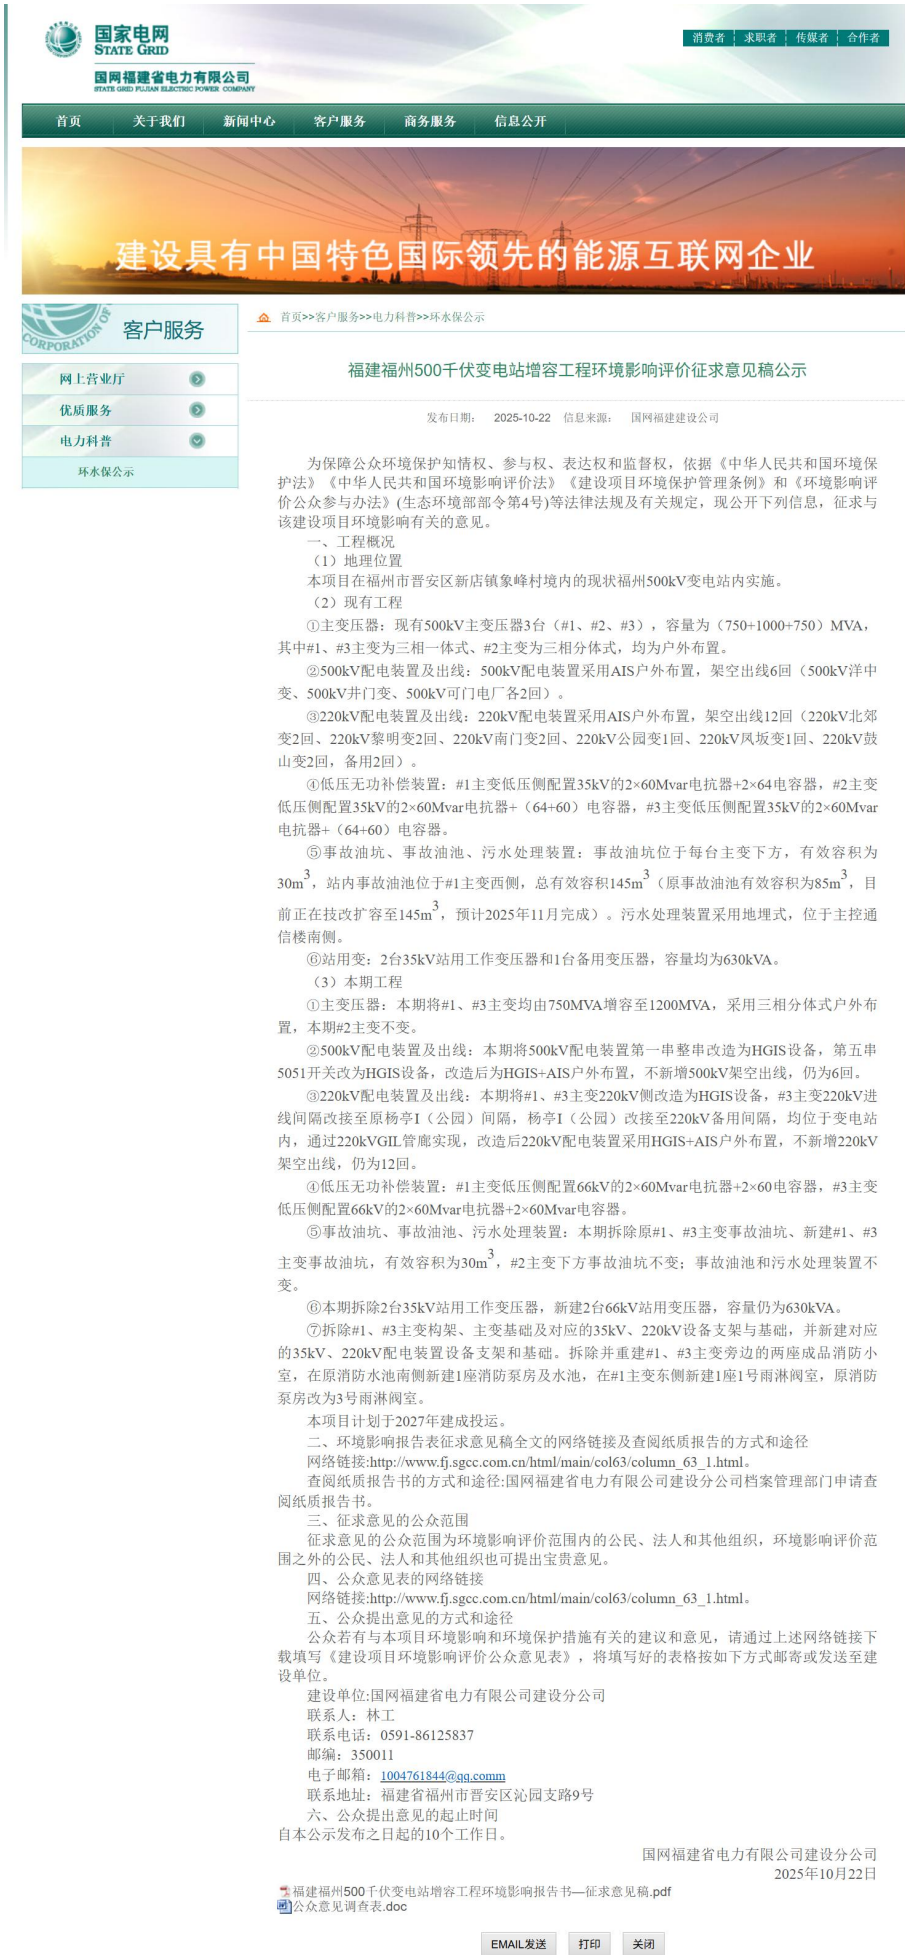 国家电网
STATE GRID
国网福建省电力有限公司
STATE GRID FUJIAN ELECTRIC POWER COMPANY
消费者 求职者 传媒者 合作者
首页 关于我们 新闻中心 客户服务 商务服务 信息公开
建设具有中国特色国际领先的能源互联网企业
CORPORATION OF
客户服务
网上营业厅
优质服务
电力科普
环水保公示
首页>>客户服务>>电力科普>>环水保公示
福建福州500千伏变电站增容工程环境影响评价征求意见稿公示
发布日期： 2025-10-22 信息来源： 国网福建建设公司
为保障公众环境保护知情权、参与权、表达权和监督权，依据《中华人民共和国环境保
护法》《中华人民共和国环境影响评价法》《建设项目环境保护管理条例》和《环境影响评
价公众参与办法》(生态环境部部令第4号)等法律法规及有关规定，现公开下列信息，征求与
该建设项目环境影响有关的意见。
一、工程概况
（1）地理位置
本项目在福州市晋安区新店镇象峰村境内的现状福州500kV变电站内实施。
（2）现有工程
①主变压器：现有500kV主变压器3台（#1、#2、#3），容量为（750+1000+750）MVA，
其中#1、#3主变为三相一体式、#2主变为三相分体式，均为户外布置。
②500kV配电装置及出线：500kV配电装置采用AIS户外布置，架空出线6回（500kV洋中
变、500kV井门变、500kV可门电厂各2回）。
③220kV配电装置及出线：220kV配电装置采用AIS户外布置，架空出线12回（220kV北郊
变2回、220kV黎明变2回、220kV南门变2回、220kV公园变1回、220kV凤坂变1回、220kV鼓
山变2回，备用2回）。
④低压无功补偿装置：#1主变低压侧配置35kV的2×60Mvar电抗器+2×64电容器，#2主变
低压侧配置35kV的2×60Mvar电抗器+（64+60）电容器，#3主变低压侧配置35kV的2×60Mvar
电抗器+（64+60）电容器。
⑤事故油坑、事故油池、污水处理装置：事故油坑位于每台主变下方，有效容积为
30m³，站内事故油池位于#1主变西侧，总有效容积145m³（原事故油池有效容积为85m³，目
前正在技改扩容至145m³，预计2025年11月完成）。污水处理装置采用地埋式，位于主控通
信楼南侧。
⑥站用变：2台35kV站用工作变压器和1台备用变压器，容量均为630kVA。
（3）本期工程
①主变压器：本期将#1、#3主变均由750MVA增容至1200MVA，采用三相分体式户外布
置，本期#2主变不变。
②500kV配电装置及出线：本期将500kV配电装置第一串整串改造为HGIS设备，第五串
5051开关改为HGIS设备，改造后为HGIS+AIS户外布置，不新增500kV架空出线，仍为6回。
③220kV配电装置及出线：本期将#1、#3主变220kV侧改造为HGIS设备，#3主变220kV进
线间隔改接至原杨亭I（公园）间隔，杨亭I（公园）改接至220kV备用间隔，均位于变电站
内，通过220kVGIL管廊实现，改造后220kV配电装置采用HGIS+AIS户外布置，不新增220kV
架空出线，仍为12回。
④低压无功补偿装置：#1主变低压侧配置66kV的2×60Mvar电抗器+2×60电容器，#3主变
低压侧配置66kV的2×60Mvar电抗器+2×60Mvar电容器。
⑤事故油坑、事故油池、污水处理装置：本期拆除原#1、#3主变事故油坑、新建#1、#3
主变事故油坑，有效容积为30m³，#2主变下方事故油坑不变；事故油池和污水处理装置不
变。
⑥本期拆除2台35kV站用工作变压器，新建2台66kV站用变压器，容量仍为630kVA。
⑦拆除#1、#3主变构架、主变基础及对应的35kV、220kV设备支架与基础，并新建对应
的35kV、220kV配电装置设备支架和基础。拆除并重建#1、#3主变旁边的两座成品消防小
室，在原消防水池南侧新建1座消防泵房及水池，在#1主变东侧新建1座1号雨淋阀室，原消防
泵房改为3号雨淋阀室。
本项目计划于2027年建成投运。
二、环境影响报告表征求意见稿全文的网络链接及查阅纸质报告的方式和途径
网络链接:http://www.fj.sgcc.com.cn/html/main/col63/column_63_1.html。
查阅纸质报告书的方式和途径:国网福建省电力有限公司建设分公司档案管理部门申请查
阅纸质报告书。
三、征求意见的公众范围
征求意见的公众范围为环境影响评价范围内的公民、法人和其他组织，环境影响评价范
围之外的公民、法人和其他组织也可提出宝贵意见。
四、公众意见表的网络链接
网络链接:http://www.fj.sgcc.com.cn/html/main/col63/column_63_1.html。
五、公众提出意见的方式和途径
公众若有与本项目环境影响和环境保护措施有关的建议和意见，请通过上述网络链接下
载填写《建设项目环境影响评价公众意见表》，将填写好的表格按如下方式邮寄或发送至建
设单位。
建设单位:国网福建省电力有限公司建设分公司
联系人：林工
联系电话：0591-86125837
邮编：350011
电子邮箱：1004761844@qq.comm
联系地址：福建省福州市晋安区沁园支路9号
六、公众提出意见的起止时间
自本公示发布之日起的10个工作日。
国网福建省电力有限公司建设分公司
2025年10月22日
福建福州500千伏变电站增容工程环境影响报告书—征求意见稿.pdf
公众意见调查表.doc
EMAIL发送 打印 关闭